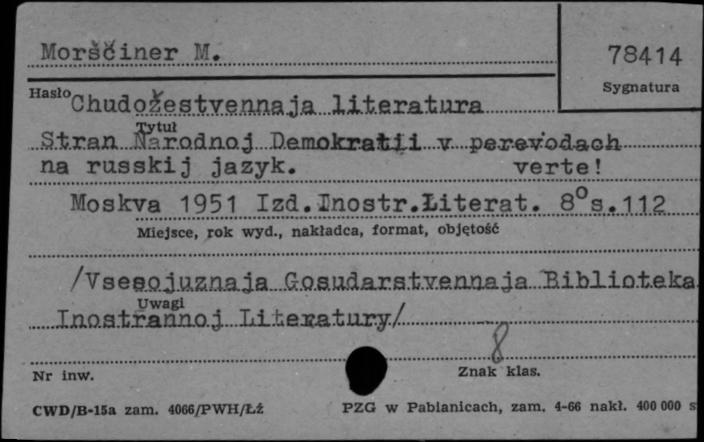 Morščiner M.
78414
Sygnatura
Hasło
Chudožestvennaja literatura
Tytuł
Stran Narodnoj Demokratii v perevodach
na russkij jazyk. verte!
Moskva 1951 Izd.Inostr.Literat. 8° s.112
Miejsce, rok wyd., nakładca, format, objętość
/Vsesojuznaja Gosudarstvennaja Biblioteka
Uwagi
Inostrannoj Literatury/
8
Nr inw. Znak klas.
CWD/B-15a zam. 4066/PWH/Łź PZG w Pabianicach, zam. 4-66 nakł. 400 000 s